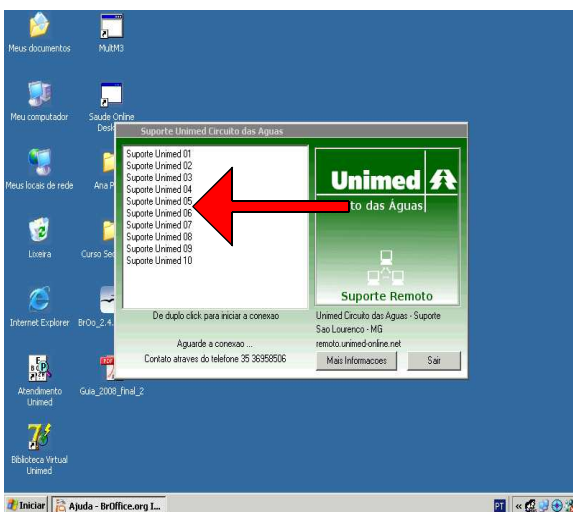 Meus documentos
MultM3
Meu computador
Saude Online
Desk
Meus locais de rede
Ana P
Lixeira
Curso Se
Internet Explorer
BrOo_2.4.
Atendimento
Unimed
Guia_2008_final_2
Biblioteca Virtual
Unimed
Suporte Unimed Circuito das Aguas
Suporte Unimed 01
Suporte Unimed 02
Suporte Unimed 03
Suporte Unimed 04
Suporte Unimed 05
Suporte Unimed 06
Suporte Unimed 07
Suporte Unimed 08
Suporte Unimed 09
Suporte Unimed 10
De duplo click para iniciar a conexao
Aguarde a conexao ...
Contato atraves do telefone 35 36958506
Unimed
to das Águas
Suporte Remoto
Unimed Circuito das Aguas - Suporte
Sao Lourenco - MG
remoto.unimed-online.net
Mais Informacoes
Sair
Iniciar
Ajuda - BrOffice.org I...
PT
«